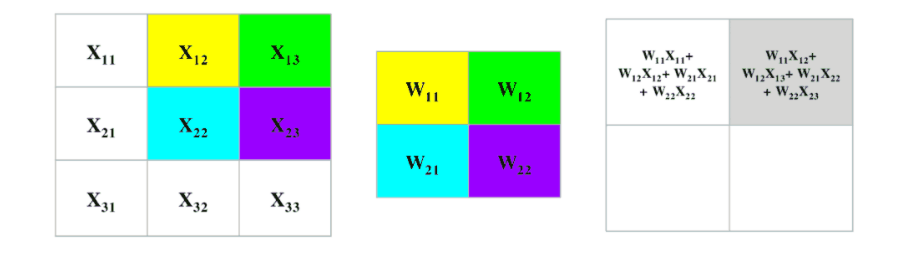 X₁₁ X₁₂ X₁₃
X₂₁ X₂₂ X₂₃
X₃₁ X₃₂ X₃₃
W₁₁ W₁₂
W₂₁ W₂₂
W₁₁X₁₁+
W₁₂X₁₂+ W₂₁X₂₁
+ W₂₂X₂₂
W₁₁X₁₂+
W₁₂X₁₃+ W₂₁X₂₂
+ W₂₂X₂₃